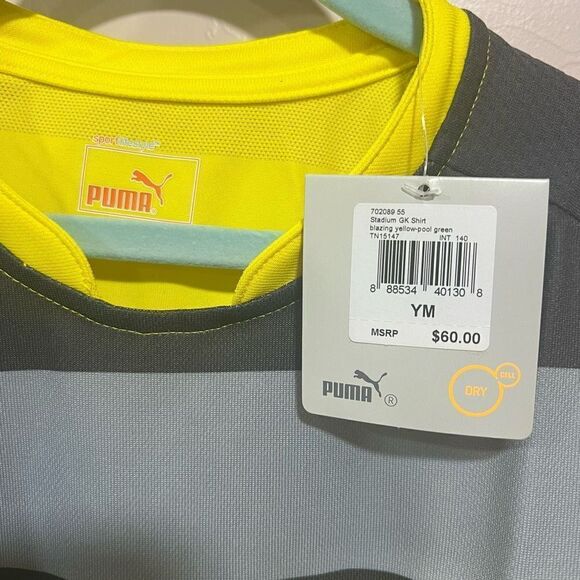 sportlifestyle
PUMA
702089 55
Stadium GK Shirt
blazing yellow-pool green
TN15147 INT 140
8 88534 40130 8
YM
MSRP $60.00
PUMA ®
DRY
CELL